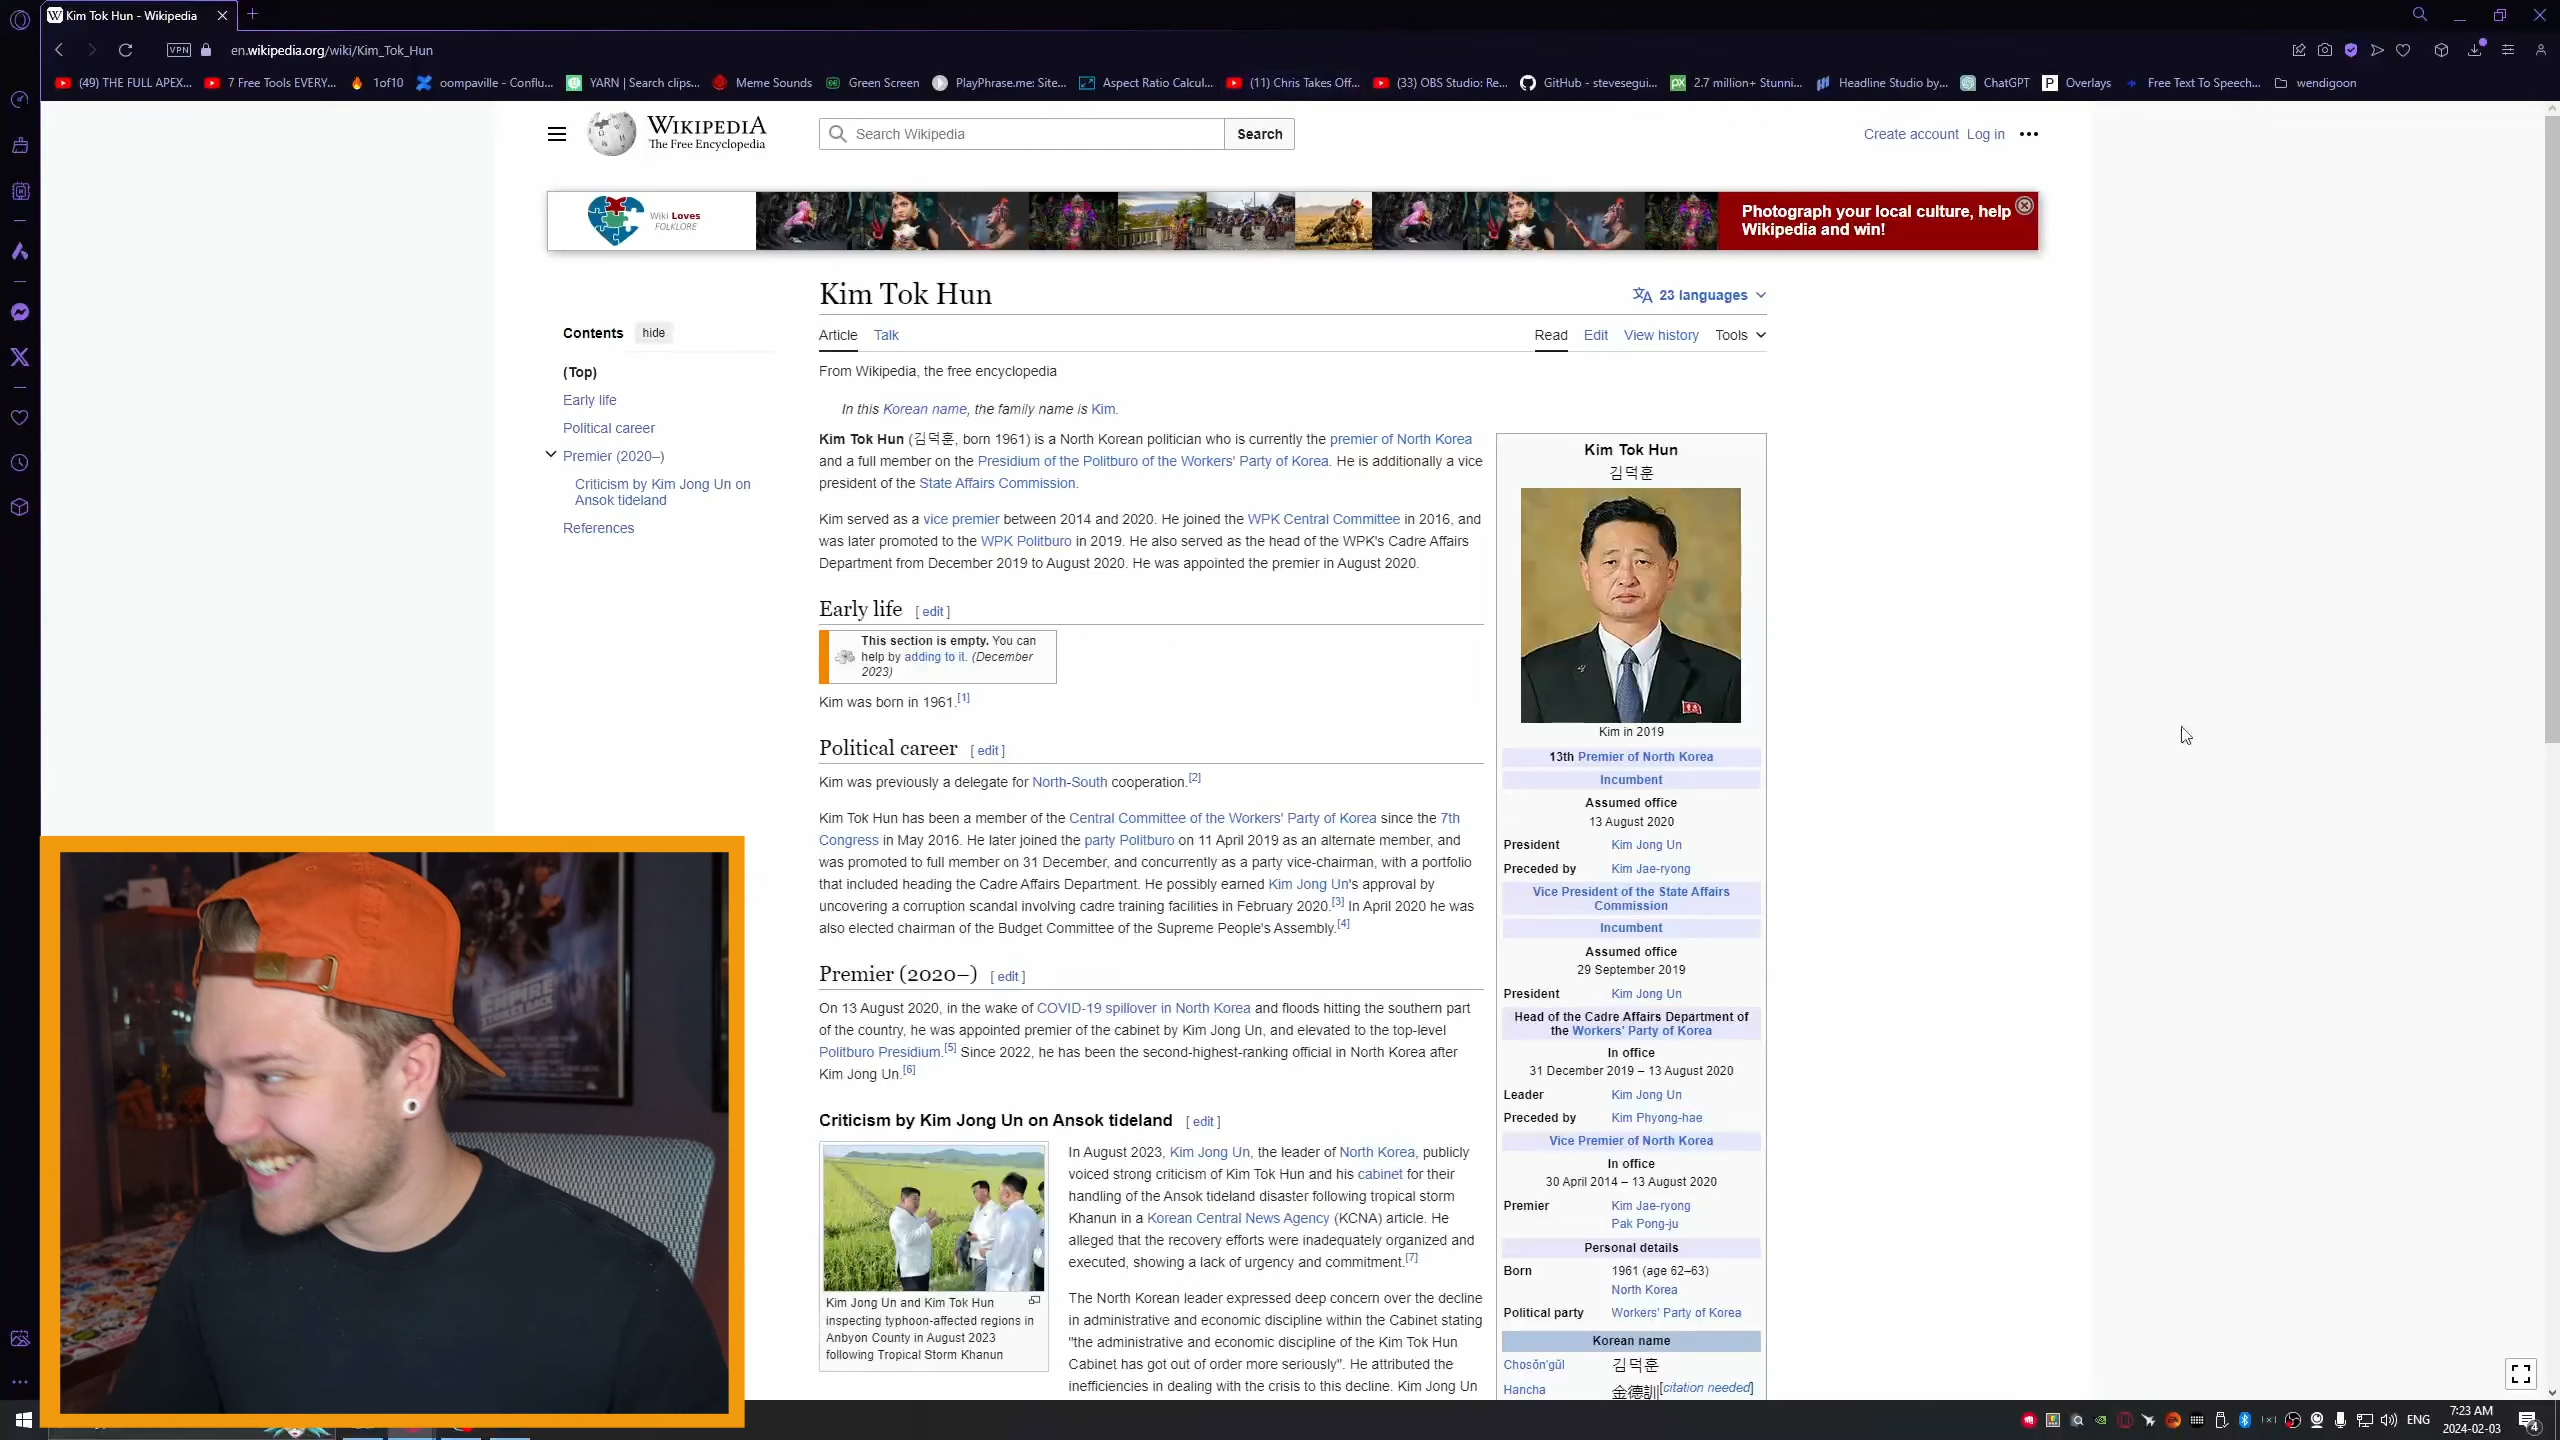 Kim Tok Hun - Wikipedia
VPN
en.wikipedia.org/wiki/Kim_Tok_Hun
(49) THE FULL APEX...
7 Free Tools EVERY...
1of10
oompaville - Conflu...
YARN | Search clips...
Meme Sounds
Green Screen
PlayPhrase.me: Site...
Aspect Ratio Calcul...
(11) Chris Takes Off...
(33) OBS Studio: Re...
GitHub - stevesegui...
2.7 million+ Stunni...
Headline Studio by...
ChatGPT
Overlays
Free Text To Speech...
wendigoon
WIKIPEDIA
The Free Encyclopedia
Search Wikipedia
Search
Create account
Log in
Wiki Loves
FOLKLORE
Photograph your local culture, help
Wikipedia and win!
Kim Tok Hun
23 languages
Contents
hide
(Top)
Early life
Political career
Premier (2020–)
Criticism by Kim Jong Un on
Ansok tideland
References
Article
Talk
Read
Edit
View history
Tools
From Wikipedia, the free encyclopedia
In this Korean name, the family name is Kim.
Kim Tok Hun (김덕훈, born 1961) is a North Korean politician who is currently the premier of North Korea
and a full member on the Presidium of the Politburo of the Workers' Party of Korea. He is additionally a vice
president of the State Affairs Commission.
Kim served as a vice premier between 2014 and 2020. He joined the WPK Central Committee in 2016, and
was later promoted to the WPK Politburo in 2019. He also served as the head of the WPK's Cadre Affairs
Department from December 2019 to August 2020. He was appointed the premier in August 2020.
Early life [ edit ]
This section is empty. You can
help by adding to it. (December
2023)
Kim was born in 1961.[1]
Political career [ edit ]
Kim was previously a delegate for North-South cooperation.[2]
Kim Tok Hun has been a member of the Central Committee of the Workers' Party of Korea since the 7th
Congress in May 2016. He later joined the party Politburo on 11 April 2019 as an alternate member, and
was promoted to full member on 31 December, and concurrently as a party vice-chairman, with a portfolio
that included heading the Cadre Affairs Department. He possibly earned Kim Jong Un's approval by
uncovering a corruption scandal involving cadre training facilities in February 2020.[3] In April 2020 he was
also elected chairman of the Budget Committee of the Supreme People's Assembly.[4]
Premier (2020–) [ edit ]
On 13 August 2020, in the wake of COVID-19 spillover in North Korea and floods hitting the southern part
of the country, he was appointed premier of the cabinet by Kim Jong Un, and elevated to the top-level
Politburo Presidium.[5] Since 2022, he has been the second-highest-ranking official in North Korea after
Kim Jong Un.[6]
Criticism by Kim Jong Un on Ansok tideland [ edit ]
Kim Jong Un and Kim Tok Hun
inspecting typhoon-affected regions in
Anbyon County in August 2023
following Tropical Storm Khanun
In August 2023, Kim Jong Un, the leader of North Korea, publicly
voiced strong criticism of Kim Tok Hun and his cabinet for their
handling of the Ansok tideland disaster following tropical storm
Khanun in a Korean Central News Agency (KCNA) article. He
alleged that the recovery efforts were inadequately organized and
executed, showing a lack of urgency and commitment.[7]
The North Korean leader expressed deep concern over the decline
in administrative and economic discipline within the Cabinet stating
"the administrative and economic discipline of the Kim Tok Hun
Cabinet has got out of order more seriously". He attributed the
inefficiencies in dealing with the crisis to this decline. Kim Jong Un
Kim Tok Hun
김덕훈
Kim in 2019
13th Premier of North Korea
Incumbent
Assumed office
13 August 2020
President Kim Jong Un
Preceded by Kim Jae-ryong
Vice President of the State Affairs
Commission
Incumbent
Assumed office
29 September 2019
President Kim Jong Un
Head of the Cadre Affairs Department of
the Workers' Party of Korea
In office
31 December 2019 – 13 August 2020
Leader Kim Jong Un
Preceded by Kim Phyong-hae
Vice Premier of North Korea
In office
30 April 2014 – 13 August 2020
Premier Kim Jae-ryong
Pak Pong-ju
Personal details
Born 1961 (age 62–63)
North Korea
Political party Workers' Party of Korea
Korean name
Chosŏn'gŭl 김덕훈
Hancha 金德訓[citation needed]
ENG
7:23 AM
2024-02-03
4